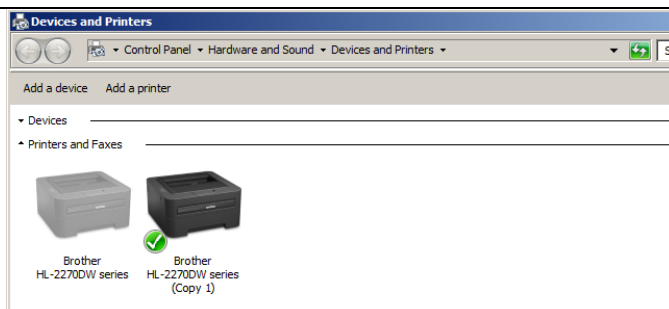 Devices and Printers
Control Panel Hardware and Sound Devices and Printers
S
Add a device Add a printer
Devices
Printers and Faxes
Brother
HL-2270DW series
Brother
HL-2270DW series
(Copy 1)